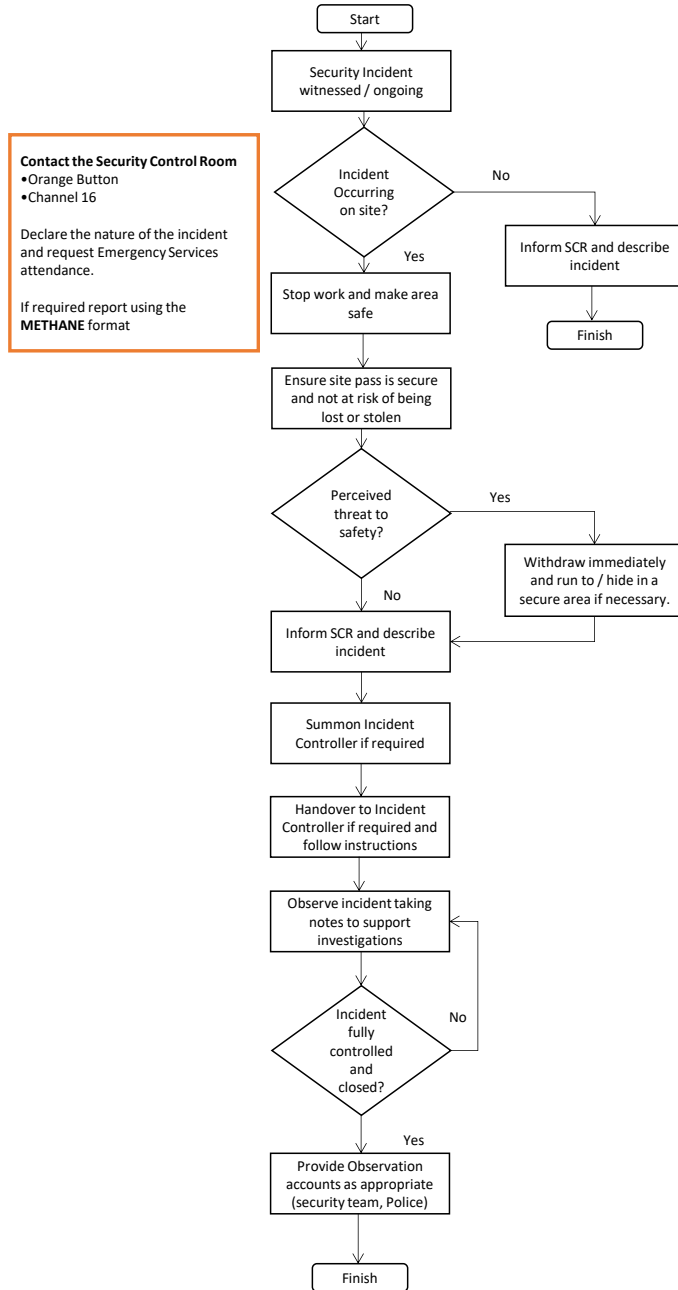 Start
Security Incident
witnessed / ongoing
Contact the Security Control Room
•Orange Button
•Channel 16
Declare the nature of the incident
and request Emergency Services
attendance.
If required report using the
METHANE format
Incident
Occurring
on site?
No
Inform SCR and describe
incident
Finish
Yes
Stop work and make area
safe
Ensure site pass is secure
and not at risk of being
lost or stolen
Perceived
threat to
safety?
Yes
Withdraw immediately
and run to / hide in a
secure area if necessary.
No
Inform SCR and describe
incident
Summon Incident
Controller if required
Handover to Incident
Controller if required and
follow instructions
Observe incident taking
notes to support
investigations
Incident
fully
controlled
and
closed?
No
Yes
Provide Observation
accounts as appropriate
(security team, Police)
Finish